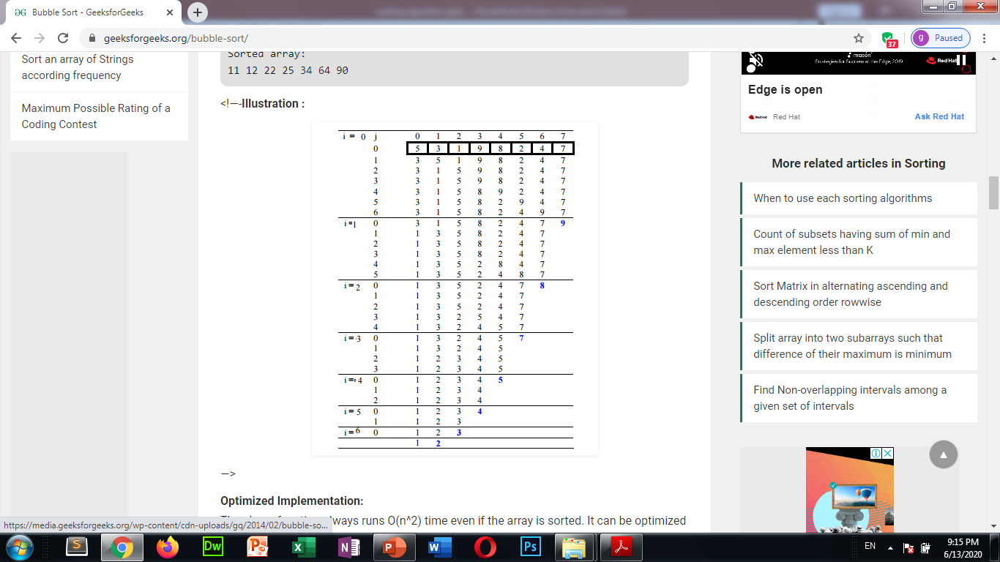 Bubble Sort - GeeksforGeeks
geeksforgeeks.org/bubble-sort/
37
g Paused
Sort an array of Strings
according frequency
Maximum Possible Rating of a
Coding Contest
Sorted array:
11 12 22 25 34 64 90
<!—-Illustration :
i = 0 j 0 1 2 3 4 5 6 7
0 5 3 1 9 8 2 4 7
1 3 5 1 9 8 2 4 7
2 3 1 5 9 8 2 4 7
3 3 1 5 9 8 2 4 7
4 3 1 5 8 9 2 4 7
5 3 1 5 8 2 9 4 7
6 3 1 5 8 2 4 9 7
i =1 0 3 1 5 8 2 4 7 9
1 1 3 5 8 2 4 7
2 1 3 5 8 2 4 7
3 1 3 5 8 2 4 7
4 1 3 5 2 8 4 7
5 1 3 5 2 4 8 7
i = 2 0 1 3 5 2 4 7 8
1 1 3 5 2 4 7
2 1 3 5 2 4 7
3 1 3 2 5 4 7
4 1 3 2 4 5 7
i = 3 0 1 3 2 4 5 7
1 1 3 2 4 5
2 1 2 3 4 5
3 1 2 3 4 5
i =: 4 0 1 2 3 4 5
1 1 2 3 4
2 1 2 3 4
i = 5 0 1 2 3 4
1 1 2 3
i = 6 0 1 2 3
1 2
—>
Optimized Implementation:
always runs O(n^2) time even if the array is sorted. It can be optimized
mason
Strategies for Success at the Edge, 2019
Red Hat
Edge is open
Red Hat
Red Hat
Ask Red Hat
More related articles in Sorting
When to use each sorting algorithms
Count of subsets having sum of min and
max element less than K
Sort Matrix in alternating ascending and
descending order rowwise
Split array into two subarrays such that
difference of their maximum is minimum
Find Non-overlapping intervals among a
given set of intervals
https://media.geeksforgeeks.org/wp-content/cdn-uploads/gq/2014/02/bubble-so...
S
Dw
P
X
N
P
W
Ps
EN
9:15 PM
6/13/2020